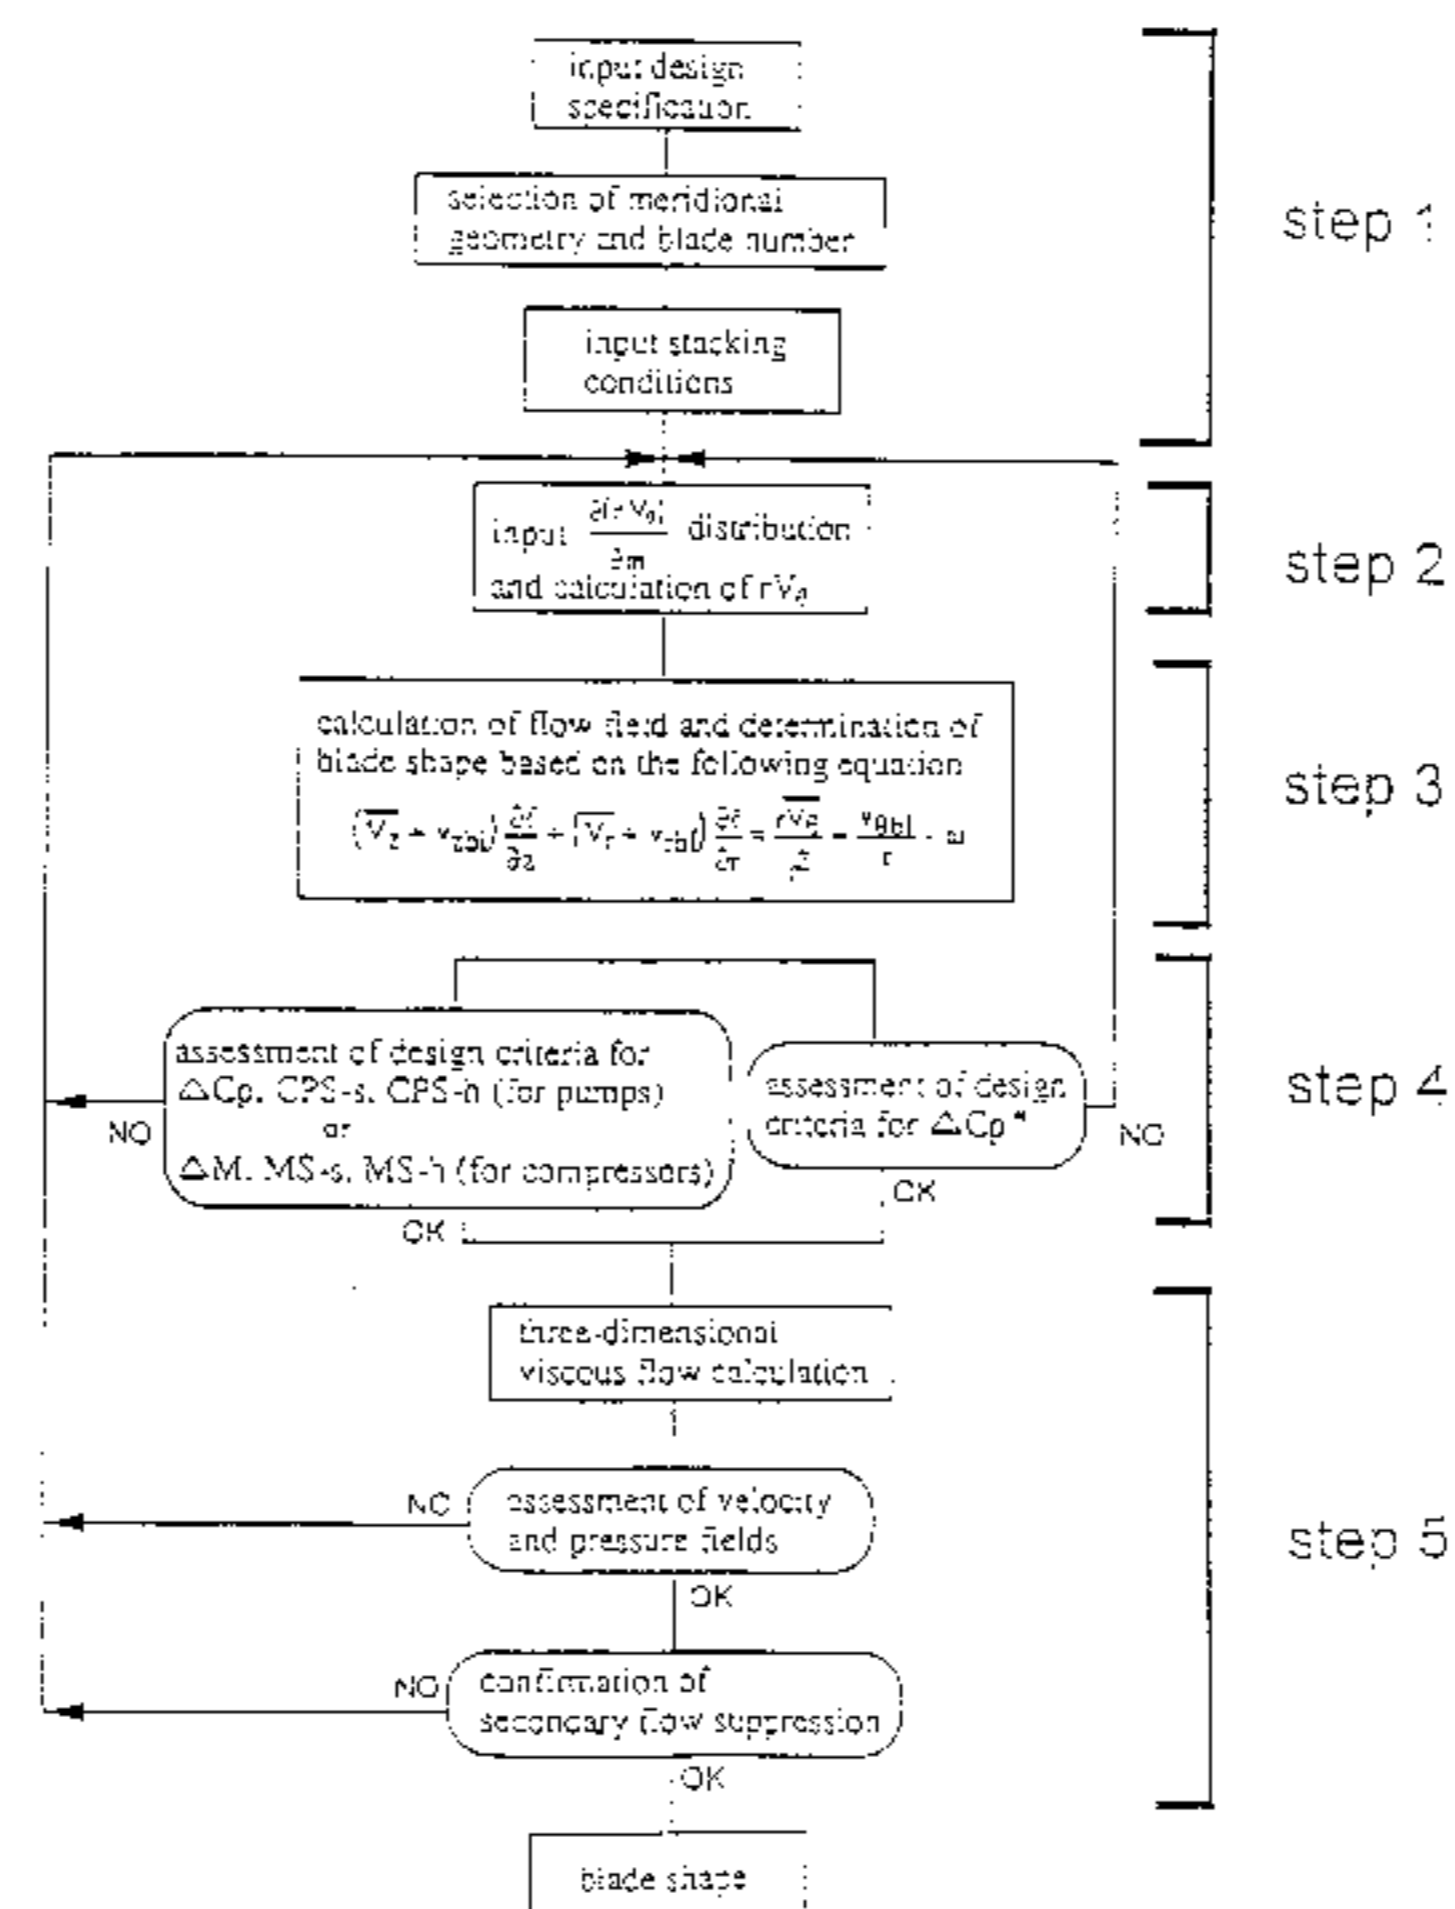 input design
specification
step 1
selection of meridional
geometry and blade number
input stacking
conditions
input ∂(rVθ)/∂m distribution
and calculation of rVθ
step 2
calculation of flow field and determination of
blade shape based on the following equation
step 3
assessment of design criteria for
△Cp, CPS-s, CPS-h (for pumps)
or
△M, MS-s, MS-h (for compressors)
NO
OK
assessment of design
criteria for △Cp*
NO
OK
step 4
three-dimensional
viscous flow calculation
NO
assessment of velocity
and pressure fields
OK
step 5
NO
confirmation of
secondary flow suppression
OK
blade shape